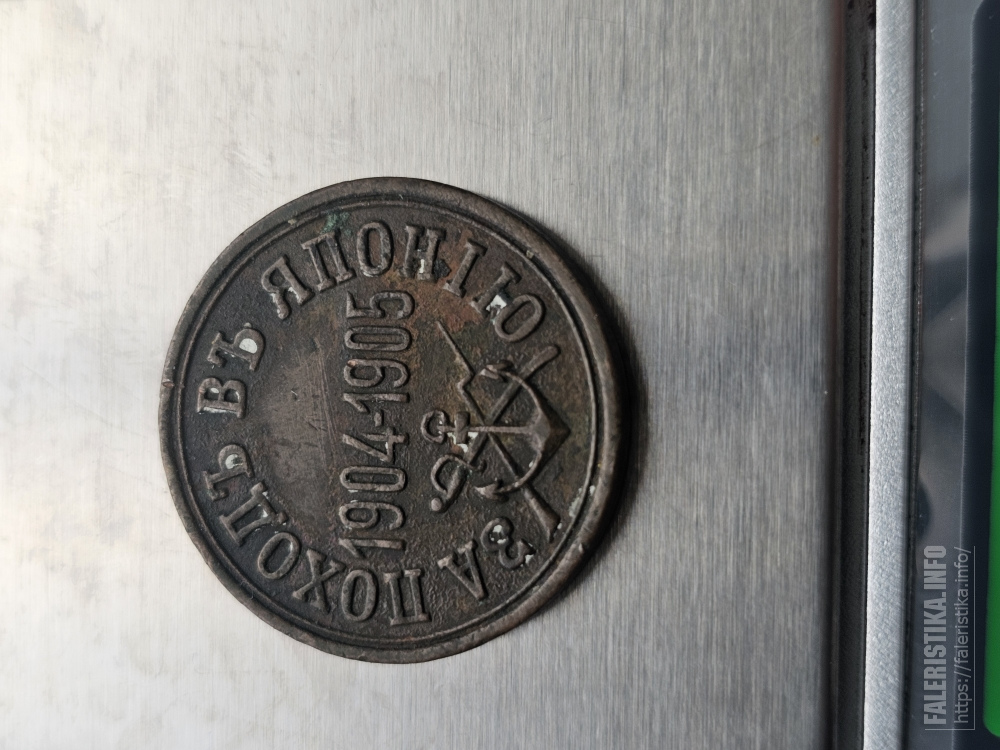 ЗА ПОХОДЪ ВЪ ЯПОНІЮ
1904-1905
FALERISTIKA.INFO
https://faleristika.info/